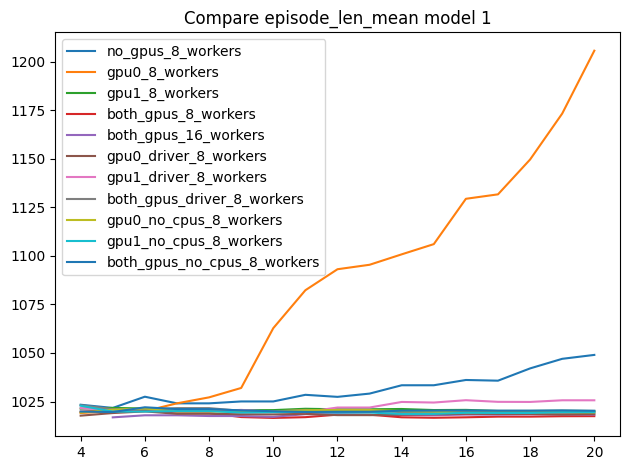 Compare episode_len_mean model 1
no_gpus_8_workers
gpu0_8_workers
gpu1_8_workers
both_gpus_8_workers
both_gpus_16_workers
gpu0_driver_8_workers
gpu1_driver_8_workers
both_gpus_driver_8_workers
gpu0_no_cpus_8_workers
gpu1_no_cpus_8_workers
both_gpus_no_cpus_8_workers
1200
1175
1150
1125
1100
1075
1050
1025
4 6 8 10 12 14 16 18 20